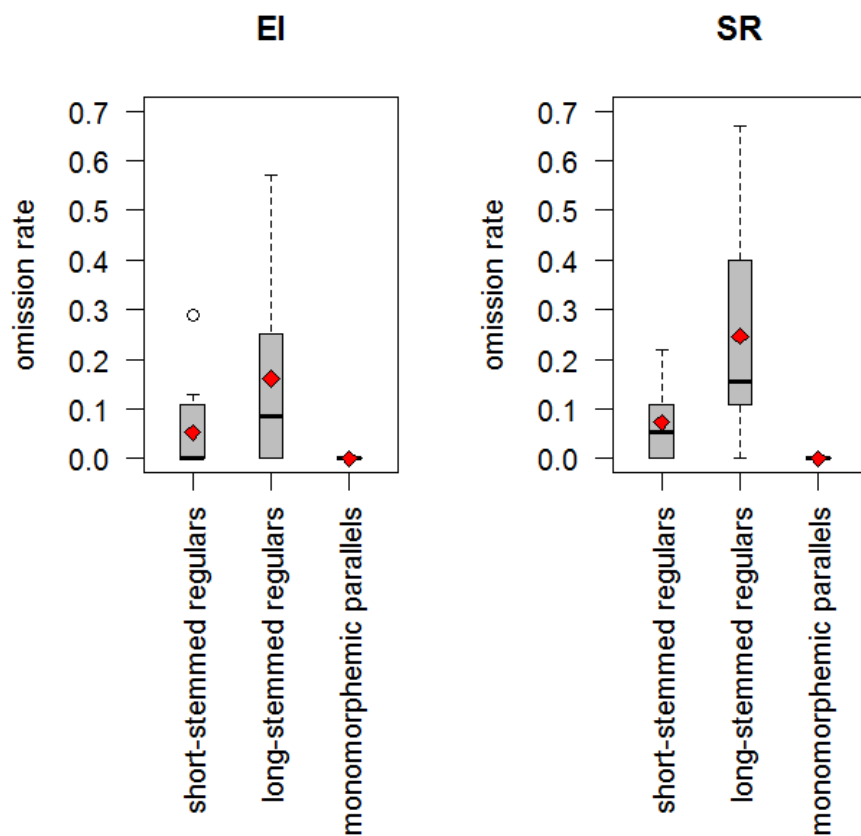 EI
0.7
0.6
0.5
0.4
0.3
0.2
0.1
0.0
omission rate
short-stemmed regulars
long-stemmed regulars
monomorphemic parallels
SR
0.7
0.6
0.5
0.4
0.3
0.2
0.1
0.0
omission rate
short-stemmed regulars
long-stemmed regulars
monomorphemic parallels